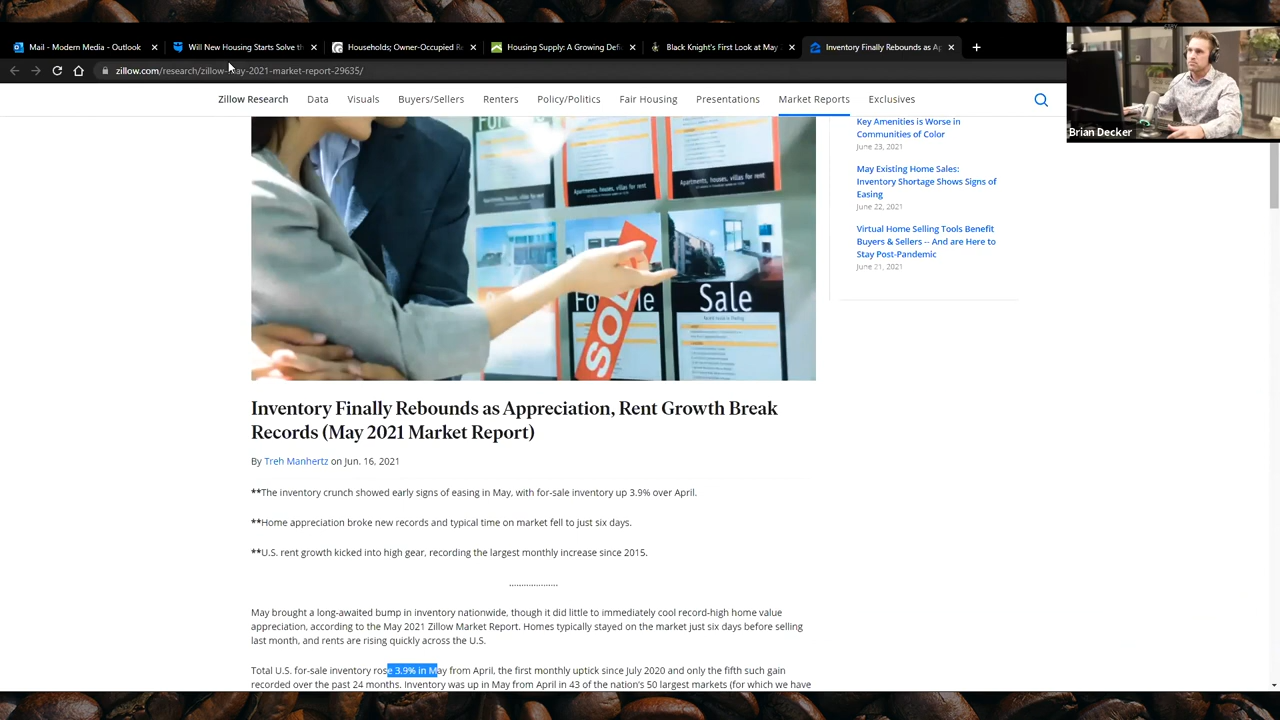 Mail - Modern Media - Outlook
Will New Housing Starts Solve th
Households; Owner-Occupied Re
Housing Supply: A Growing Def
Black Knight's First Look at May
Inventory Finally Rebounds as Ap
zillow.com/research/zillow-may-2021-market-report-29635/
Brian Decker
Zillow Research Data Visuals Buyers/Sellers Renters Policy/Politics Fair Housing Presentations Market Reports Exclusives
Key Amenities is Worse in
Communities of Color
June 23, 2021
May Existing Home Sales:
Inventory Shortage Shows Signs of
Easing
June 22, 2021
Virtual Home Selling Tools Benefit
Buyers & Sellers -- And are Here to
Stay Post-Pandemic
June 21, 2021
Apartments, houses, villas for rent
Apartments, houses, villas for rent
Sale
SOL
Inventory Finally Rebounds as Appreciation, Rent Growth Break
Records (May 2021 Market Report)
By Treh Manhertz on Jun. 16, 2021
**The inventory crunch showed early signs of easing in May, with for-sale inventory up 3.9% over April.
**Home appreciation broke new records and typical time on market fell to just six days.
**U.S. rent growth kicked into high gear, recording the largest monthly increase since 2015.
...................
May brought a long-awaited bump in inventory nationwide, though it did little to immediately cool record-high home value
appreciation, according to the May 2021 Zillow Market Report. Homes typically stayed on the market just six days before selling
last month, and rents are rising quickly across the U.S.
Total U.S. for-sale inventory rose 3.9% in May from April, the first monthly uptick since July 2020 and only the fifth such gain
recorded over the past 24 months. Inventory was up in May from April in 43 of the nation's 50 largest markets (for which we have